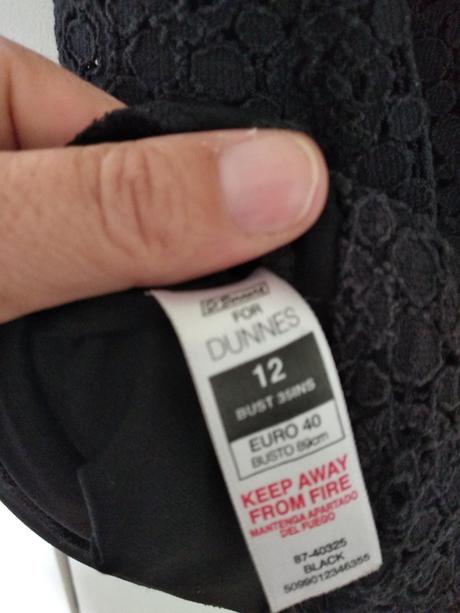 FOR
DUNNES
12
BUST 35INS
EURO 40
BUSTO 89cm
KEEP AWAY
FROM FIRE
MANTENGA APARTADO
DEL FUEGO
87-40325
BLACK
5099012346355